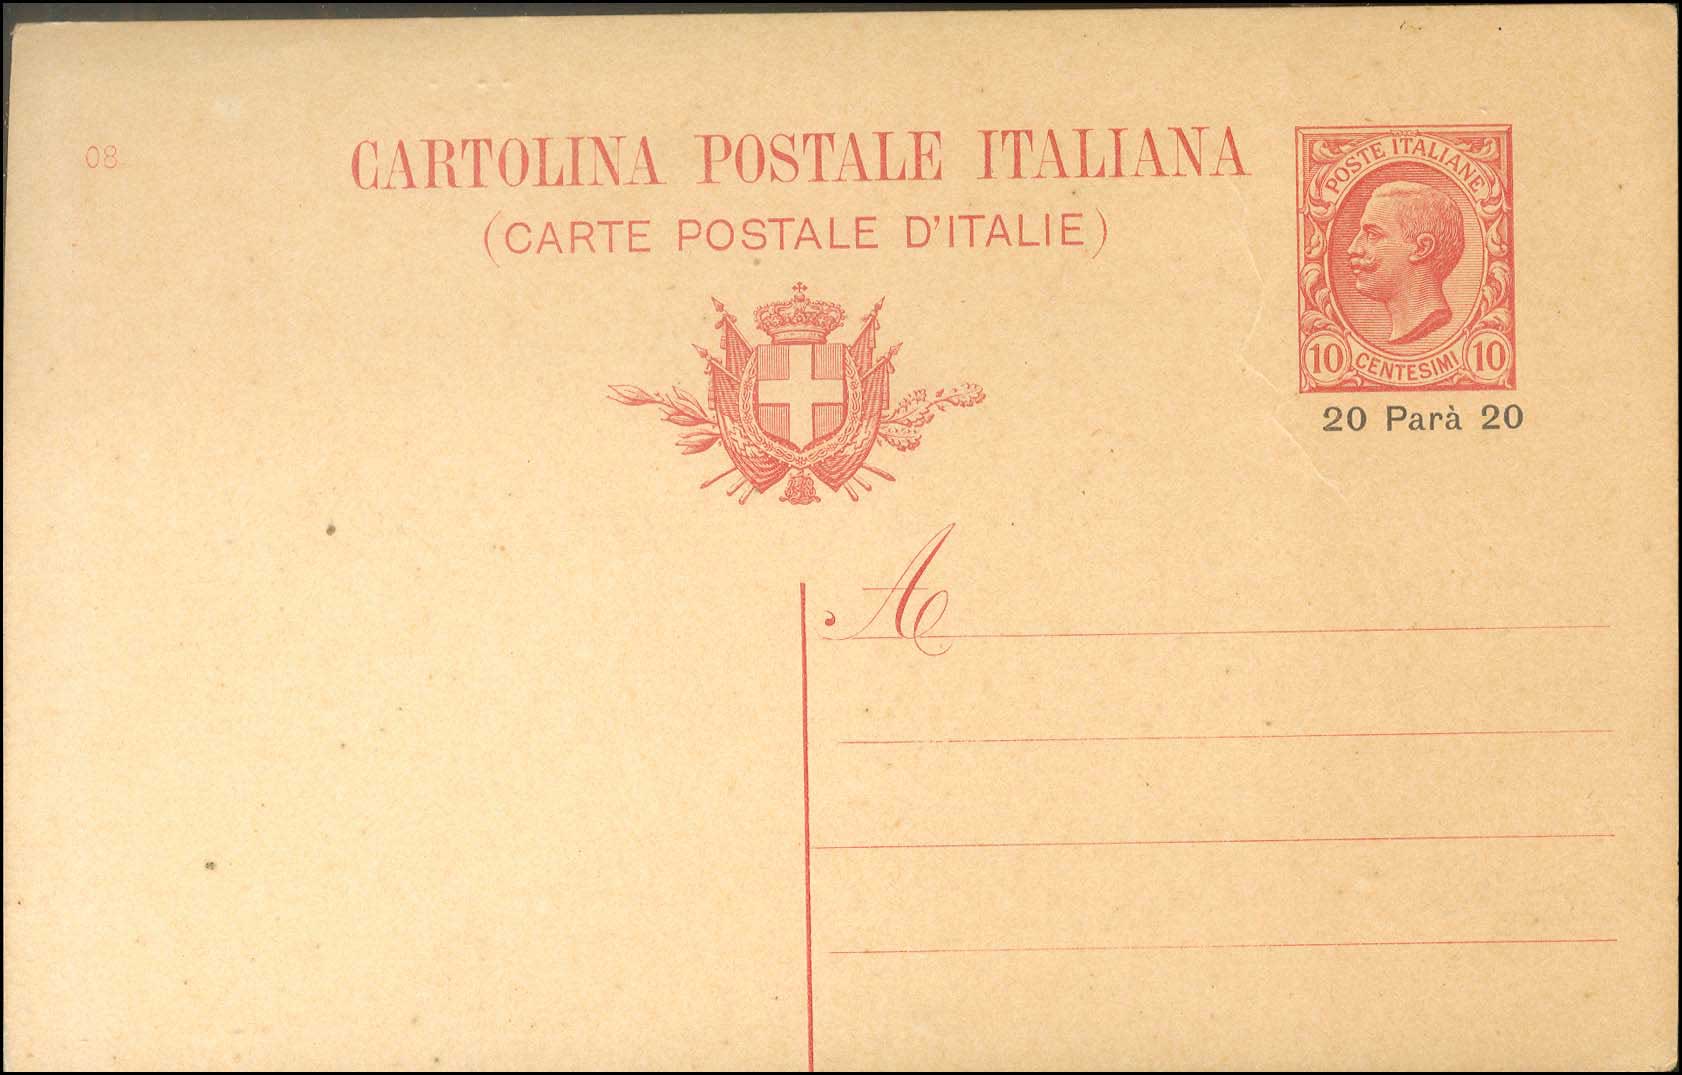 08
CARTOLINA POSTALE ITALIANA
(CARTE POSTALE D'ITALIE)
POSTE ITALIANE
10 CENTESIMI 10
20 Parà 20
A